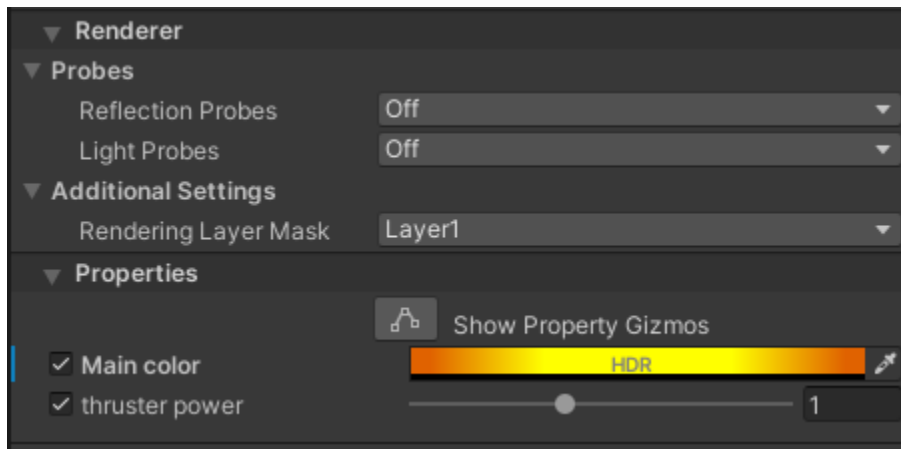 Renderer
Probes
Reflection Probes Off
Light Probes Off
Additional Settings
Rendering Layer Mask Layer1
Properties
Show Property Gizmos
Main color HDR
thruster power 1